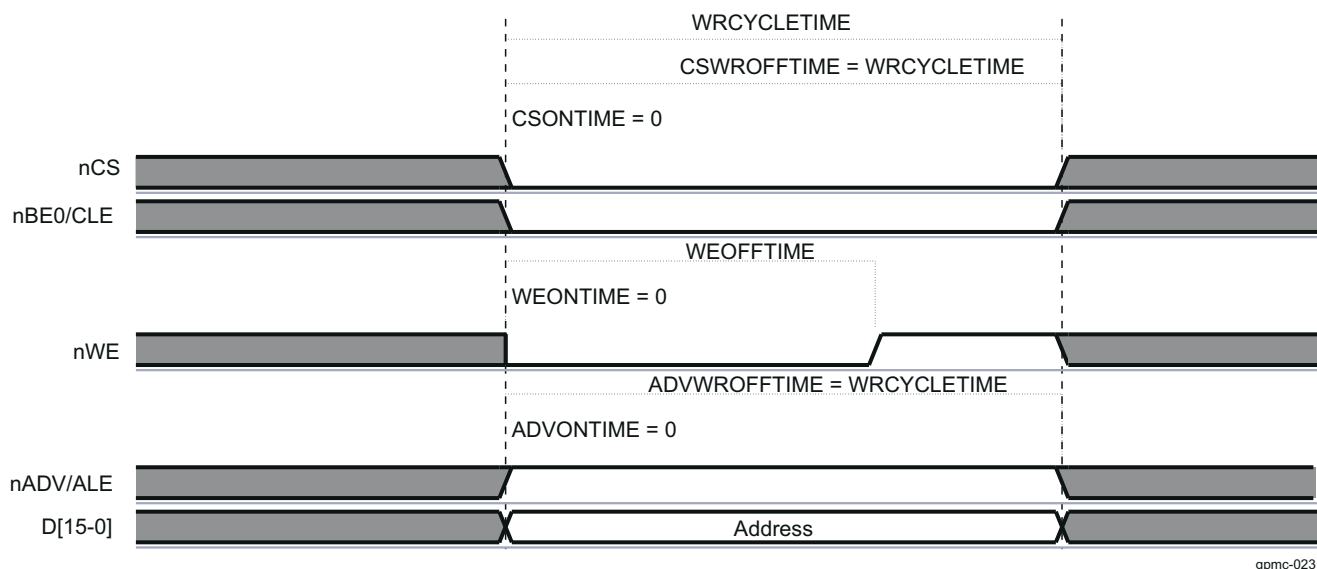 WRCYCLETIME
CSWROFFTIME = WRCYCLETIME
CSONTIME = 0
nCS
nBE0/CLE
WEOFFTIME
WEONTIME = 0
nWE
ADVWROFFTIME = WRCYCLETIME
ADVONTIME = 0
nADV/ALE
D[15-0]
Address
gpmc-023